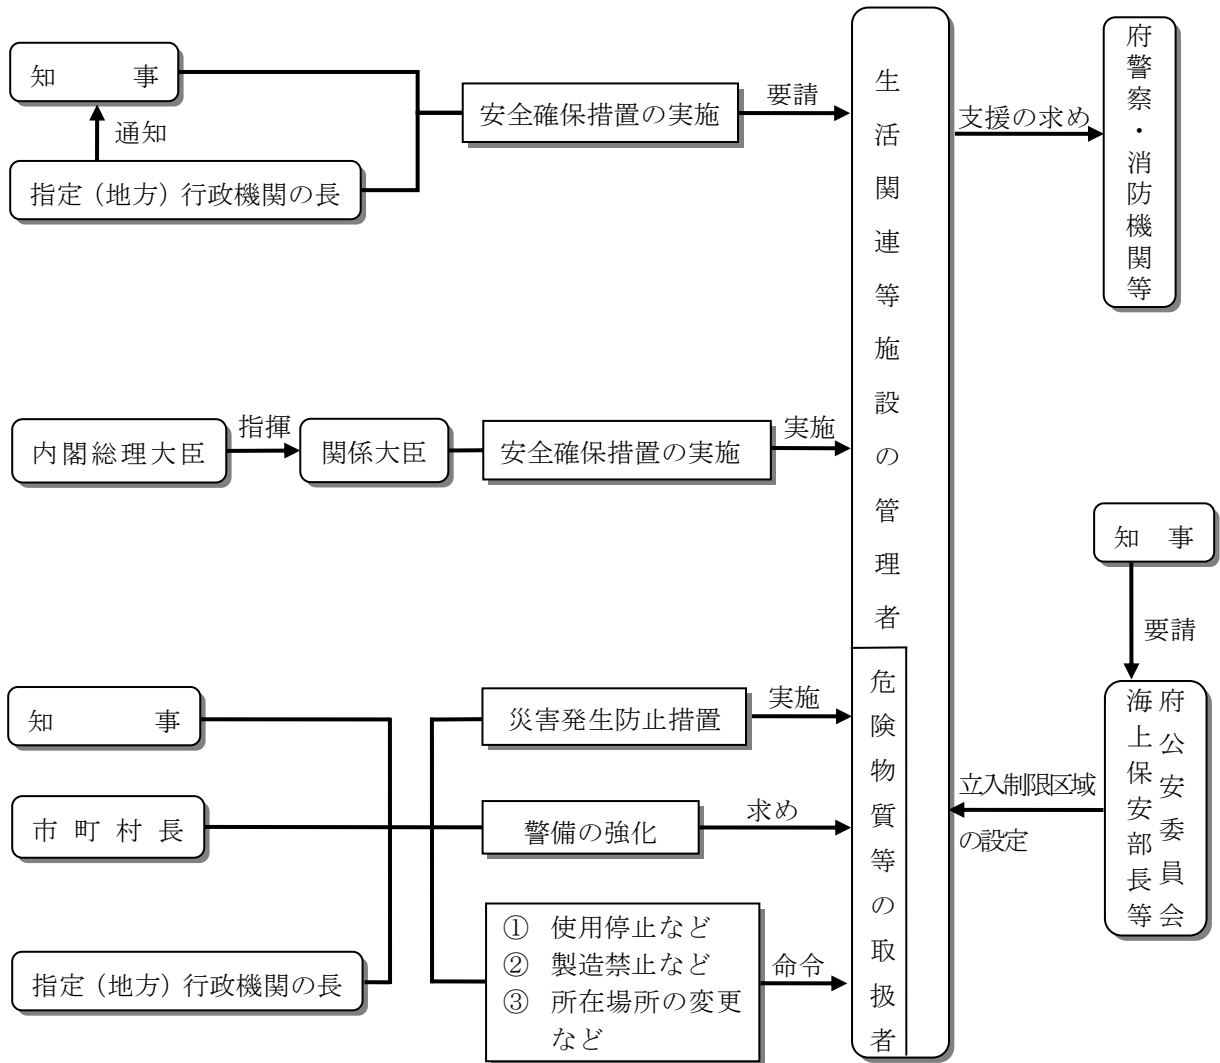 知事
通知
指定（地方）行政機関の長
安全確保措置の実施
要請
生活関連等施設の管理者
支援の求め
府警察・消防機関等
内閣総理大臣
指揮
関係大臣
安全確保措置の実施
実施
知事
要請
府公安委員会
海上保安部長等
立入制限区域
の設定
知事
市町村長
指定（地方）行政機関の長
災害発生防止措置
実施
警備の強化
求め
① 使用停止など
② 製造禁止など
③ 所在場所の変更
など
命令
危険物質等の取扱者